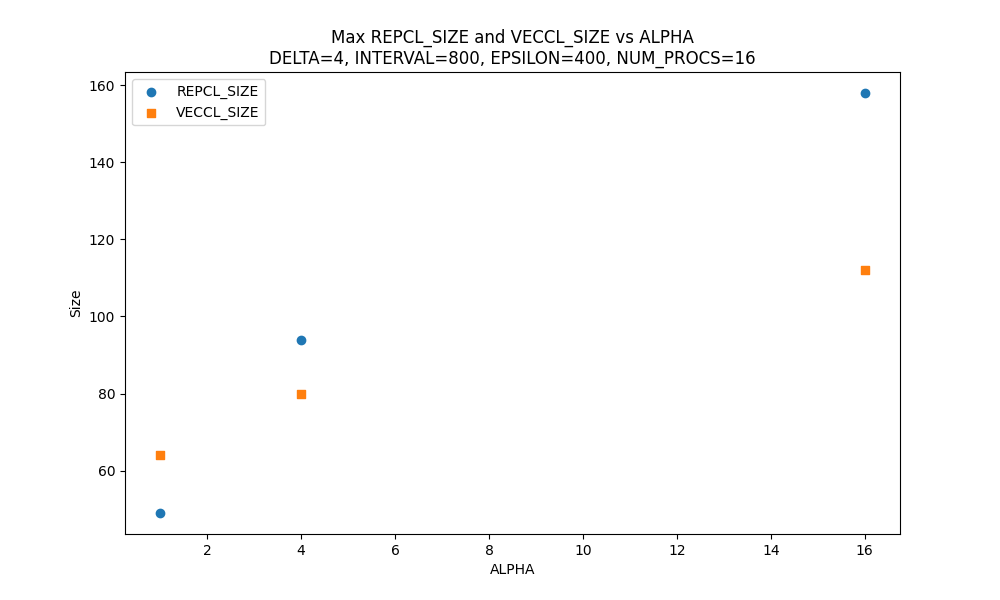 Max REPCL_SIZE and VECCL_SIZE vs ALPHA
DELTA=4, INTERVAL=800, EPSILON=400, NUM_PROCS=16
REPCL_SIZE
VECCL_SIZE
160
140
120
100
80
60
Size
2 4 6 8 10 12 14 16
ALPHA